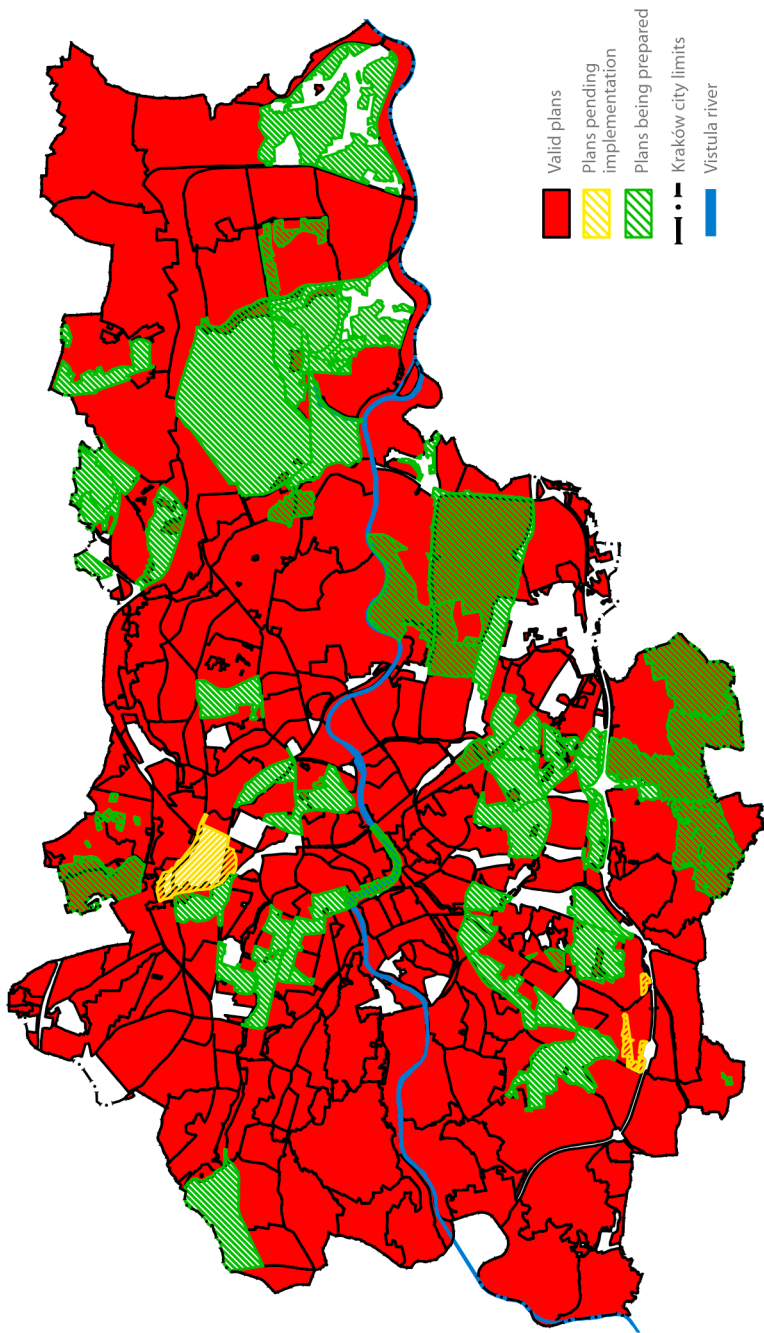 Valid plans
Plans pending
implementation
Plans being prepared
Kraków city limits
Vistula river